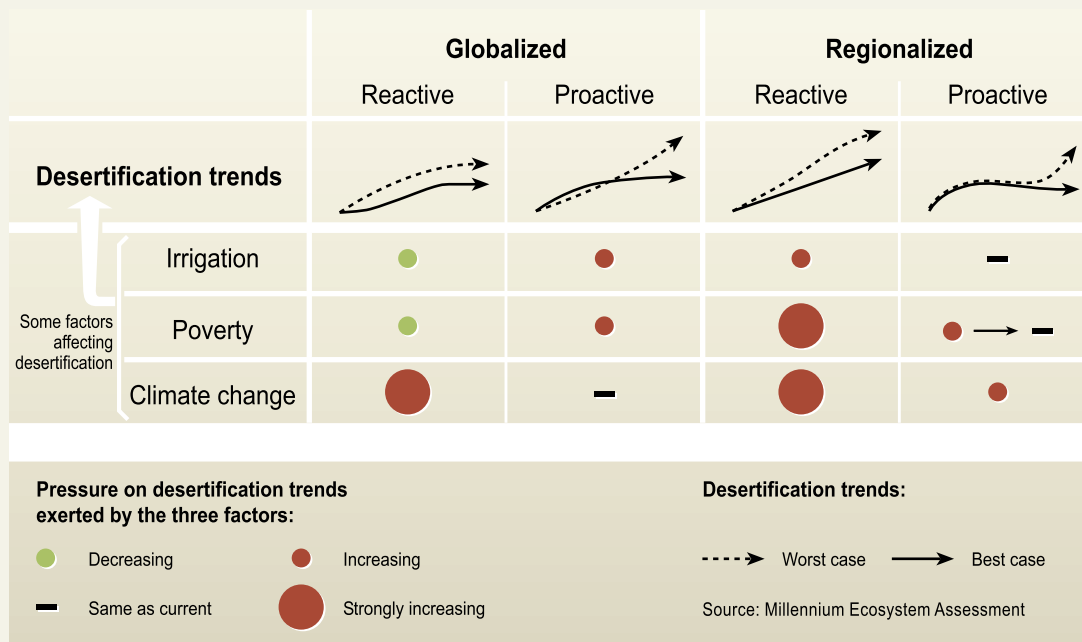 Globalized
Regionalized
Reactive
Proactive
Reactive
Proactive
Desertification trends
Irrigation
Poverty
Climate change
Some factors
affecting
desertification
Pressure on desertification trends
exerted by the three factors:
Decreasing
Increasing
Same as current
Strongly increasing
Desertification trends:
Worst case
Best case
Source: Millennium Ecosystem Assessment